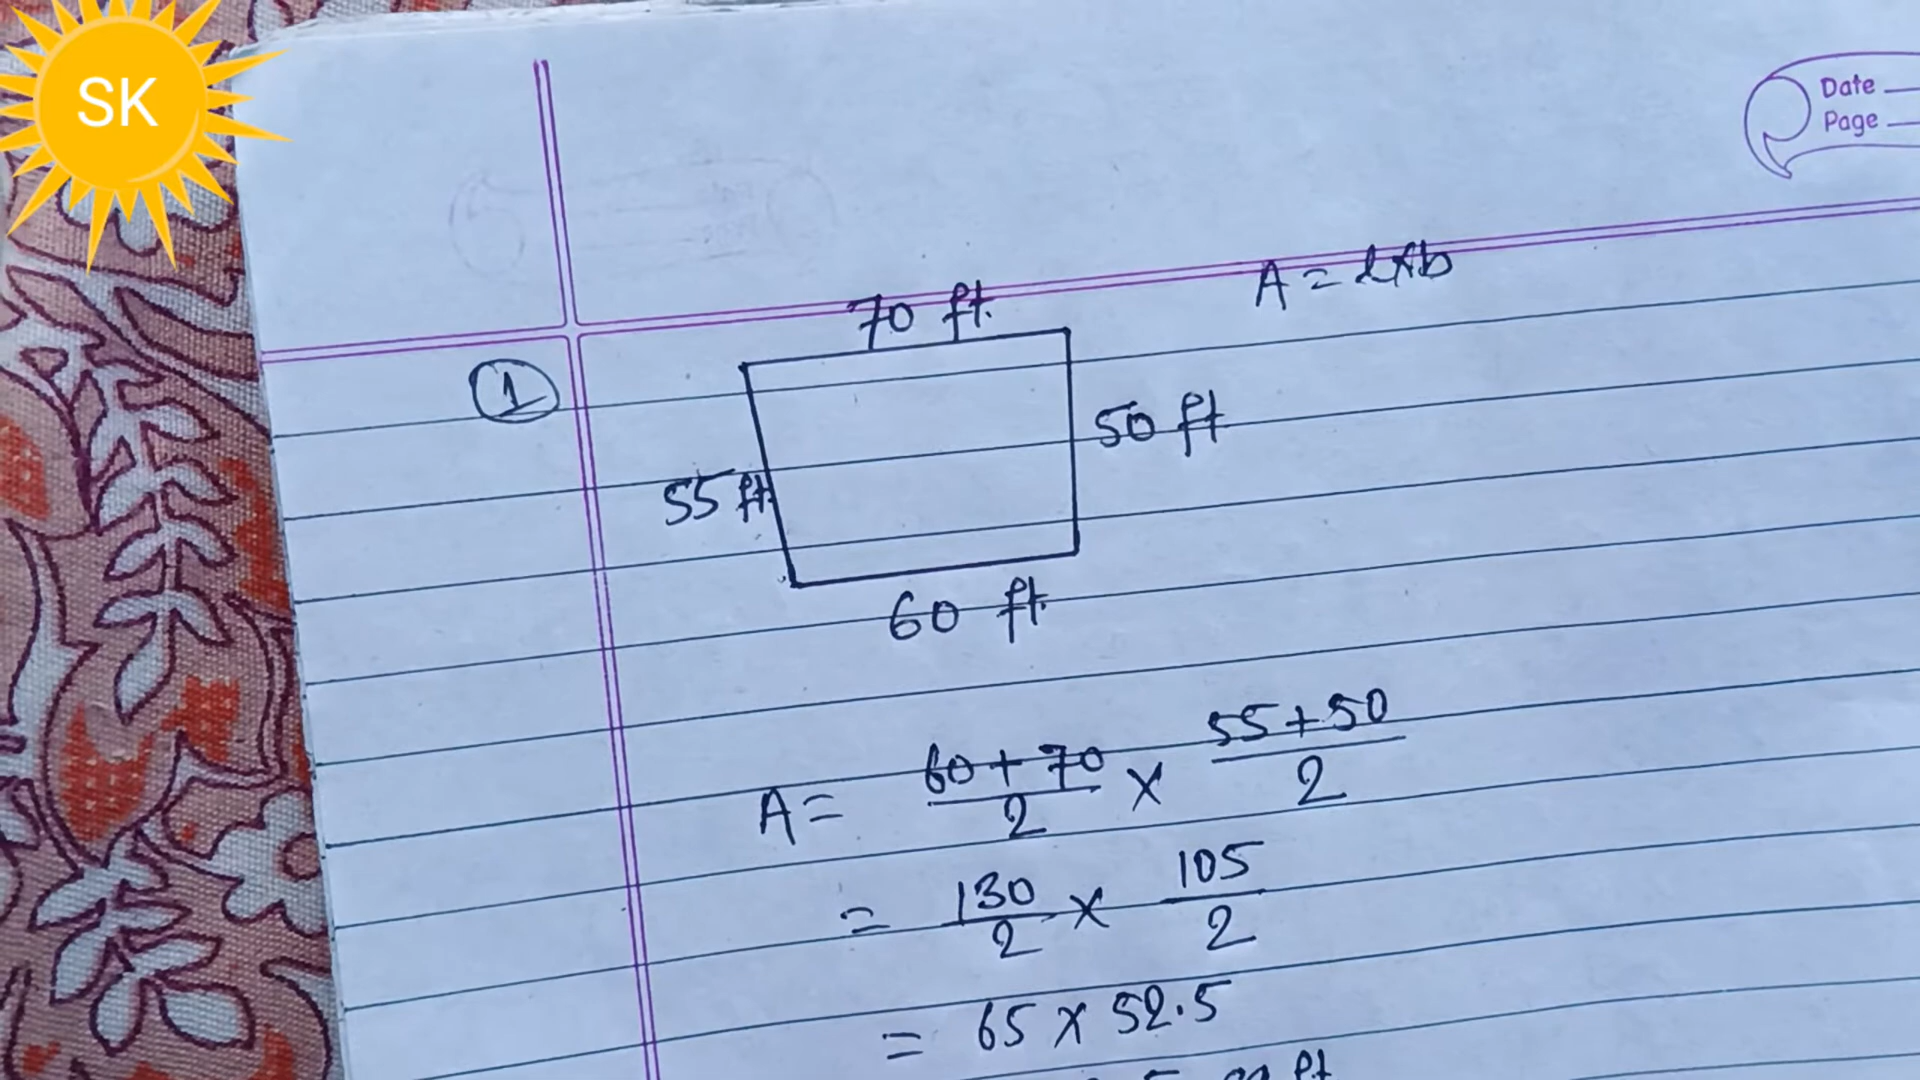 SK
Date
Page
A = l×b
70 ft.
1
50 ft
55 ft.
60 ft.
A = 60 + 70 / 2 × 55 + 50 / 2
= 130 / 2 × 105 / 2
= 65 × 52.5
ft